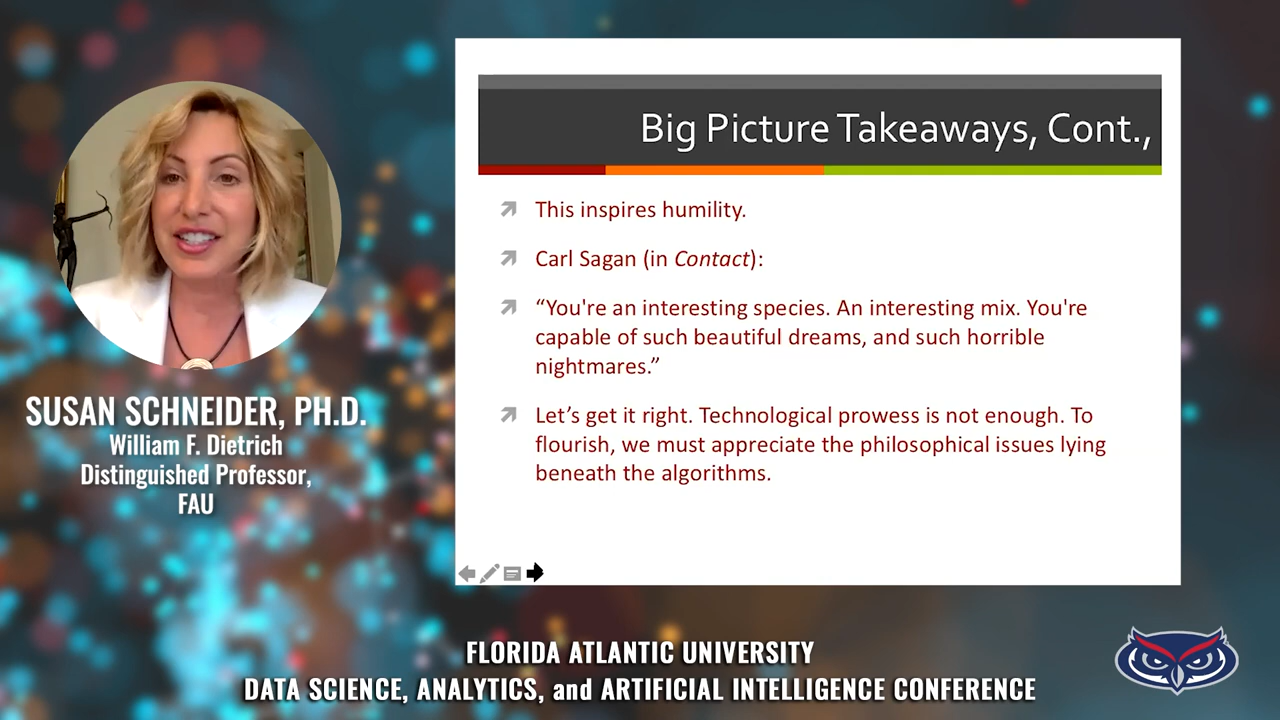 Big Picture Takeaways, Cont.,
This inspires humility.
Carl Sagan (in Contact):
“You're an interesting species. An interesting mix. You're
capable of such beautiful dreams, and such horrible
nightmares.”
Let’s get it right. Technological prowess is not enough. To
flourish, we must appreciate the philosophical issues lying
beneath the algorithms.
SUSAN SCHNEIDER, PH.D.
William F. Dietrich
Distinguished Professor,
FAU
FLORIDA ATLANTIC UNIVERSITY
DATA SCIENCE, ANALYTICS, and ARTIFICIAL INTELLIGENCE CONFERENCE